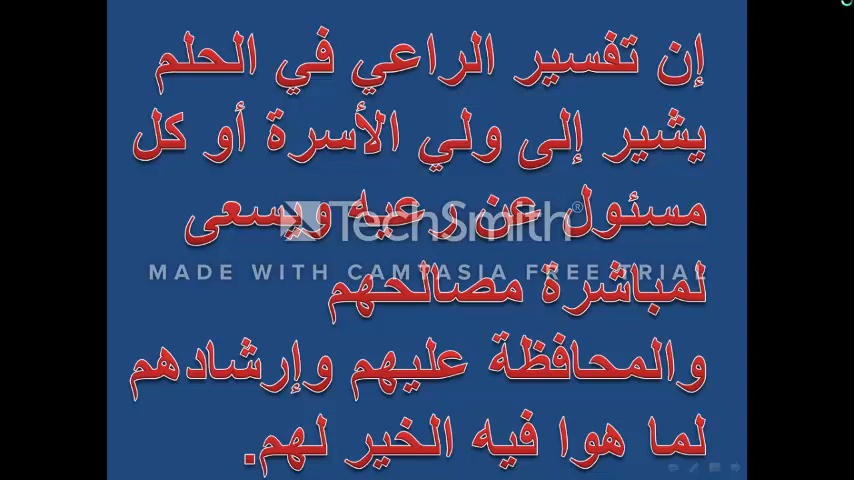 إن تفسير الراعي في الحلم
يشير إلى ولي الأسرة أو كل
مسئول عن رعيه ويسعى
TechSmith®
MADE WITH CAMTASIA FREE TRIAL
لمباشرة مصالحهم
والمحافظة عليهم وإرشادهم
لما هوا فيه الخير لهم.